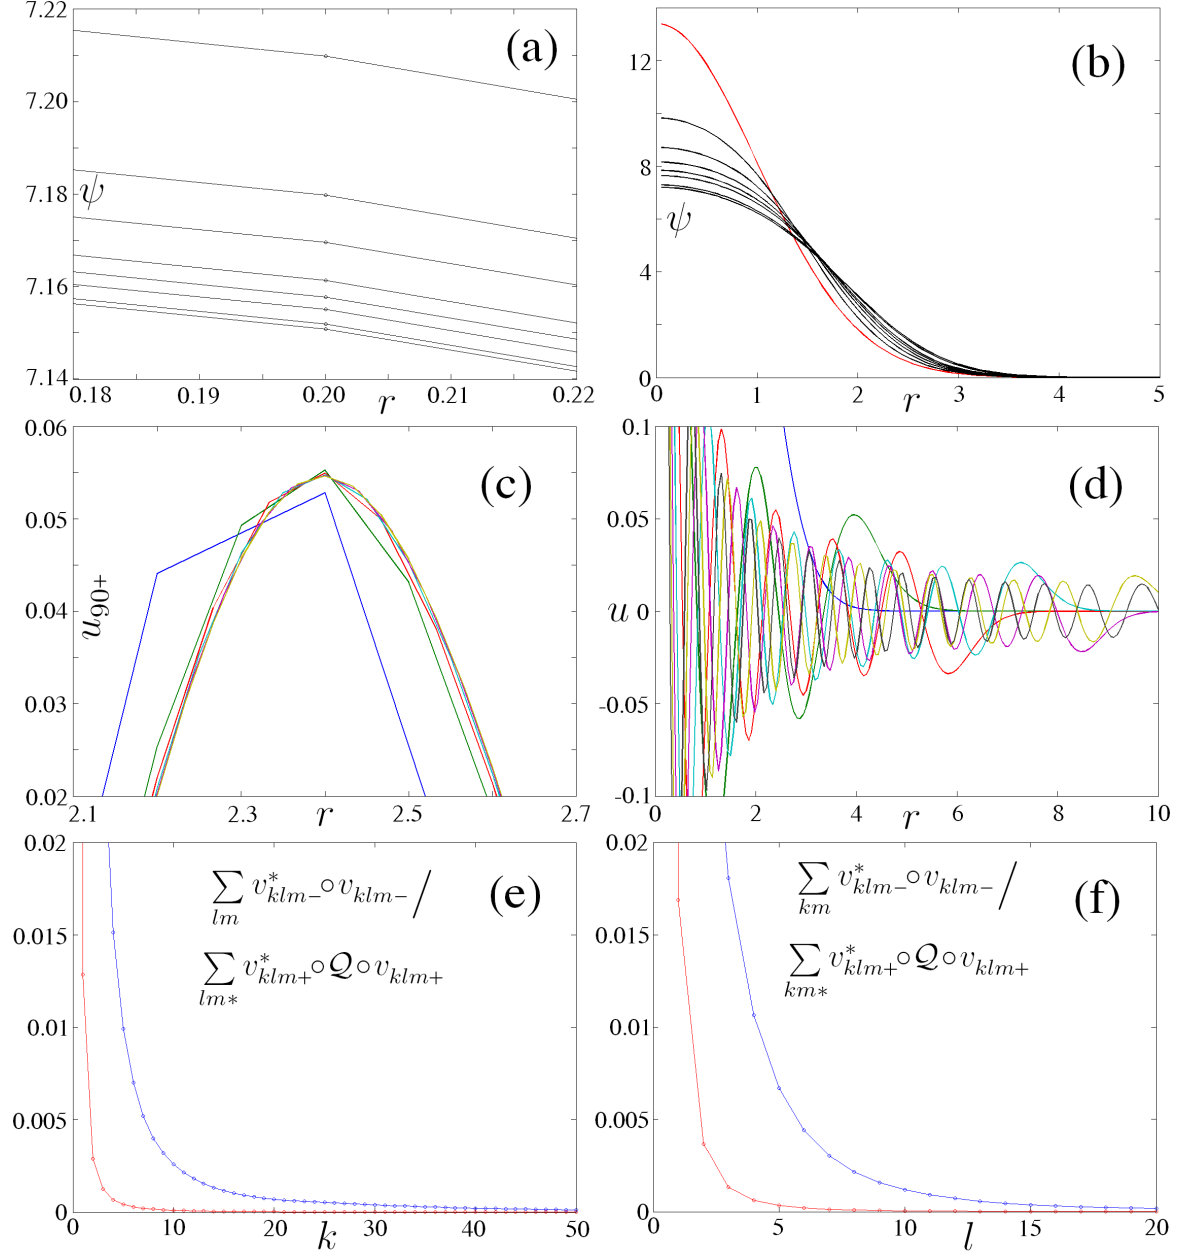 7.22
7.20
7.18
7.16
7.14
ψ
(a)
0.18 0.19 0.20 0.21 0.22
r
12
8
4
0
ψ
(b)
0 1 2 3 4 5
r
0.06
0.05
0.04
0.03
0.02
u90+
(c)
2.1 2.3 2.5 2.7
r
0.1
0.05
0
-0.05
-0.1
u
(d)
0 2 4 6 8 10
r
0.02
0.015
0.01
0.005
0
∑lm v*klm− ∘ vklm− /
∑lm* v*klm+ ∘ 𝒬 ∘ vklm+
(e)
0 10 20 30 40 50
k
0.02
0.015
0.01
0.005
0
∑km v*klm− ∘ vklm− /
∑km* v*klm+ ∘ 𝒬 ∘ vklm+
(f)
0 5 10 15 20
l